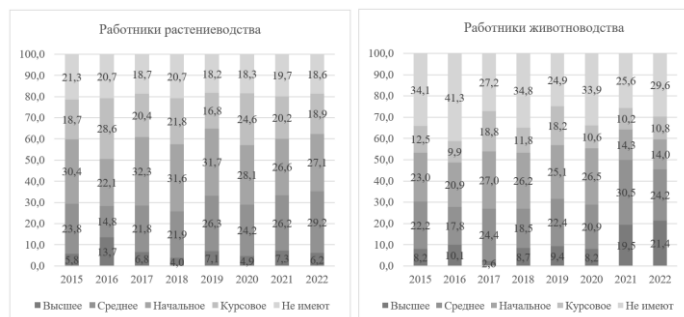 Работники растениеводства
100,0
90,0
80,0
70,0
60,0
50,0
40,0
30,0
20,0
10,0
0,0
21,3 20,7 18,7 20,7 18,2 18,3 19,7 18,6
18,7 28,6 20,4 21,8 16,8 24,6 20,2 18,9
30,4 22,1 32,3 31,6 31,7 28,1 26,6 27,1
23,8 14,8 21,8 21,9 26,3 24,2 26,2 29,2
5,8 13,7 6,8 4,0 7,1 4,9 7,3 6,2
2015 2016 2017 2018 2019 2020 2021 2022
Высшее Среднее Начальное Курсовое Не имеют
Работники животноводства
100,0
90,0
80,0
70,0
60,0
50,0
40,0
30,0
20,0
10,0
0,0
34,1 41,3 27,2 34,8 24,9 33,9 25,6 29,6
12,5 9,9 18,8 11,8 18,2 10,6 10,2 10,8
23,0 20,9 27,0 26,2 25,1 26,5 14,3 14,0
22,2 17,8 24,4 18,5 22,4 20,9 30,5 24,2
8,2 10,1 2,6 8,7 9,4 8,2 19,5 21,4
2015 2016 2017 2018 2019 2020 2021 2022
Высшее Среднее Начальное Курсовое Не имеют